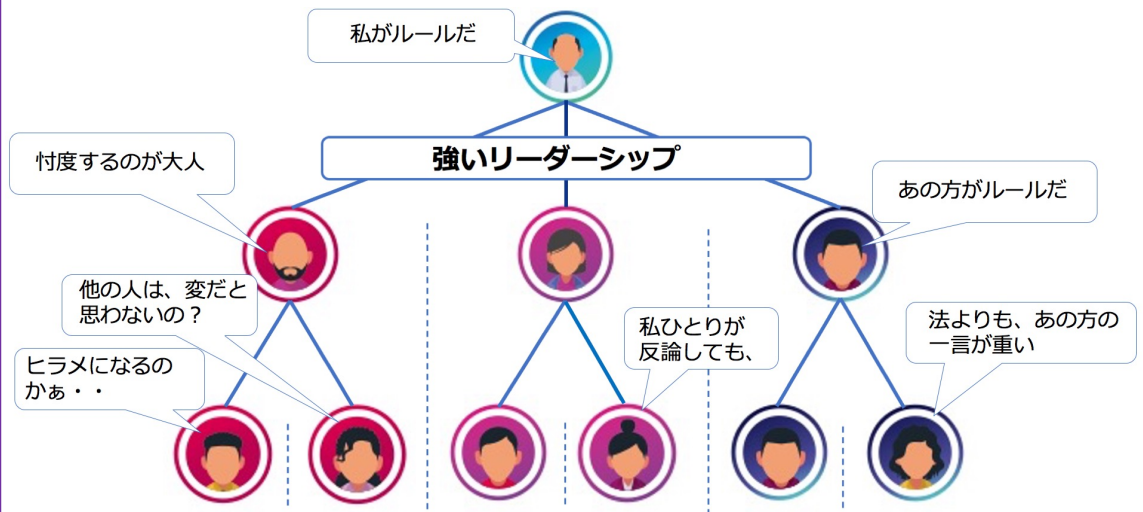 私がルールだ
強いリーダーシップ
忖度するのが大人
あの方がルールだ
他の人は、変だと
思わないの？
私ひとりが
反論しても、
法よりも、あの方の
一言が重い
ヒラメになるの
かぁ・・